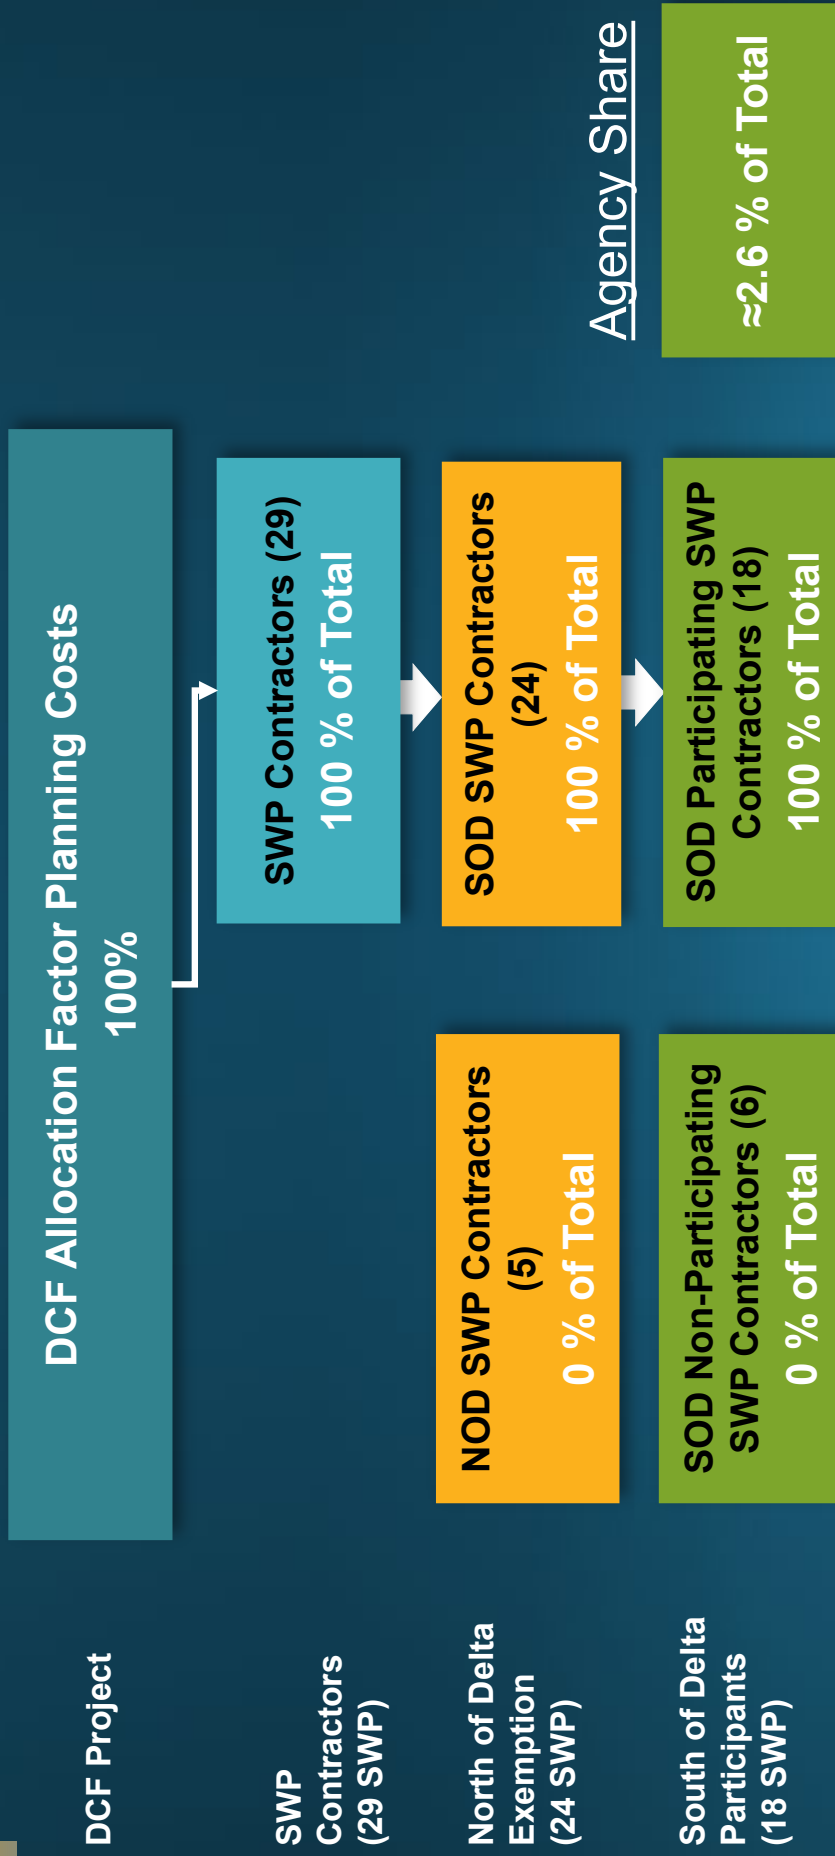 DCF Project
DCF Allocation Factor Planning Costs
100%
SWP
Contractors
(29 SWP)
SWP Contractors (29)
100 % of Total
North of Delta
Exemption
(24 SWP)
NOD SWP Contractors
(5)
0 % of Total
SOD SWP Contractors
(24)
100 % of Total
Agency Share
South of Delta
Participants
(18 SWP)
SOD Non-Participating
SWP Contractors (6)
0 % of Total
SOD Participating SWP
Contractors (18)
100 % of Total
≈2.6 % of Total